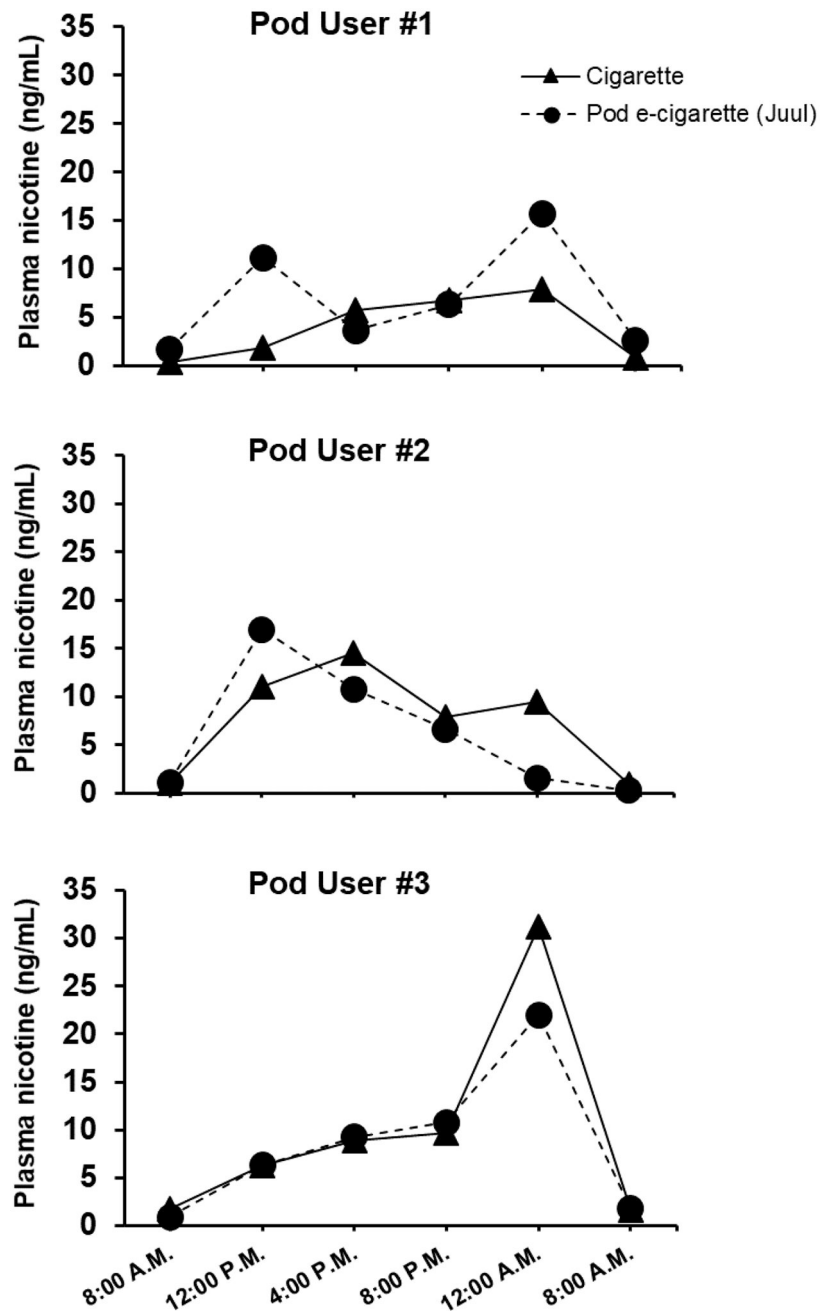 Pod User #1
Cigarette
Pod e-cigarette (Juul)
Plasma nicotine (ng/mL)
35
30
25
20
15
10
5
0
Pod User #2
Plasma nicotine (ng/mL)
35
30
25
20
15
10
5
0
Pod User #3
Plasma nicotine (ng/mL)
35
30
25
20
15
10
5
0
8:00 A.M.
12:00 P.M.
4:00 P.M.
8:00 P.M.
12:00 A.M.
8:00 A.M.